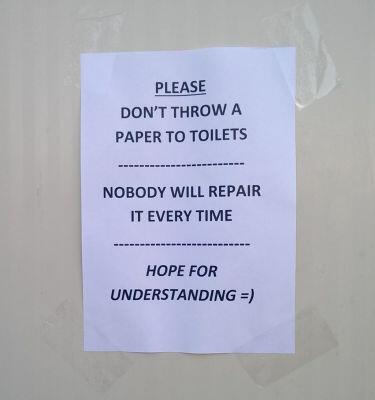 PLEASE
DON'T THROW A
PAPER TO TOILETS
------------------------
NOBODY WILL REPAIR
IT EVERY TIME
--------------------------
HOPE FOR
UNDERSTANDING =)